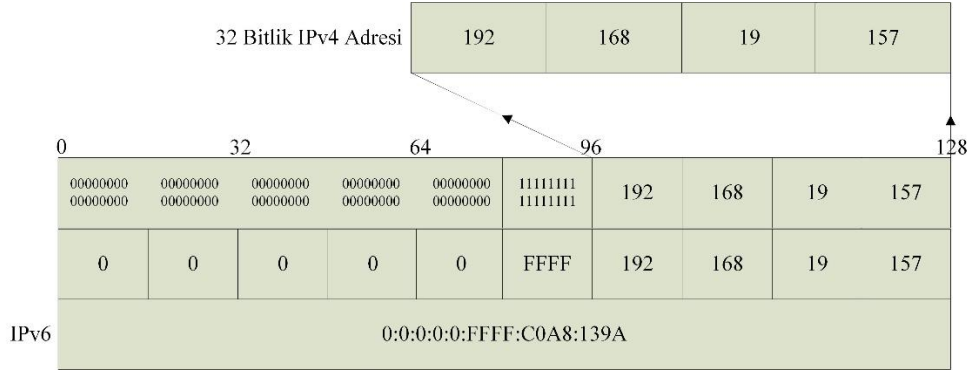 32 Bitlik IPv4 Adresi 192 168 19 157
0 32 64 96 128
00000000 00000000 00000000 00000000 00000000 11111111
00000000 00000000 00000000 00000000 00000000 11111111
192 168 19 157
0 0 0 0 0 FFFF 192 168 19 157
IPv6 0:0:0:0:0:FFFF:C0A8:139A